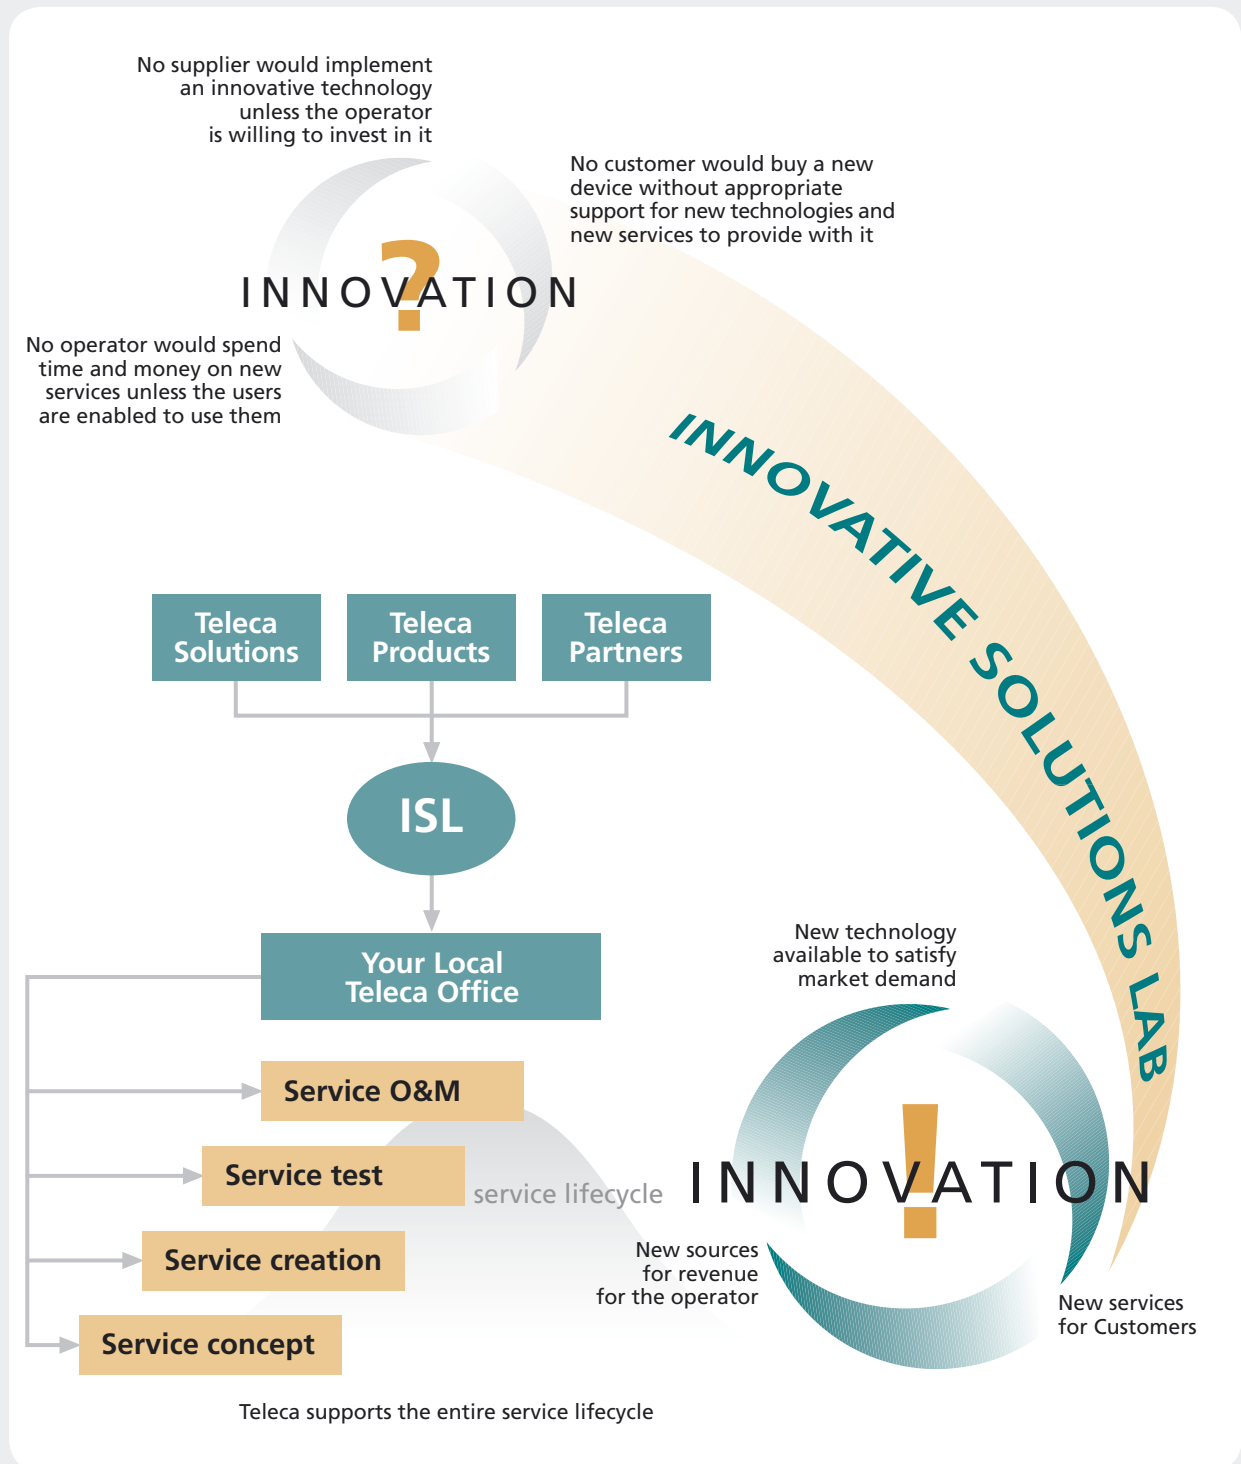 No supplier would implement
an innovative technology
unless the operator
is willing to invest in it
No customer would buy a new
device without appropriate
support for new technologies and
new services to provide with it
?
INNOVATION
No operator would spend
time and money on new
services unless the users
are enabled to use them
INNOVATIVE SOLUTIONS LAB
Teleca
Solutions
Teleca
Products
Teleca
Partners
ISL
Your Local
Teleca Office
Service O&M
Service test
service lifecycle
Service creation
Service concept
Teleca supports the entire service lifecycle
New technology
available to satisfy
market demand
!
INNOVATION
New sources
for revenue
for the operator
New services
for Customers